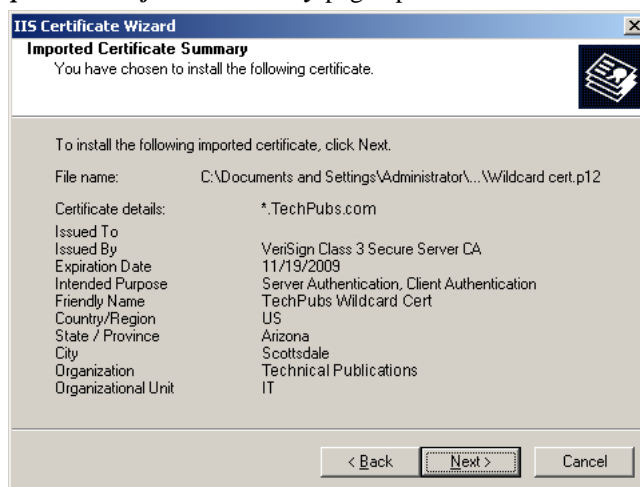 IIS Certificate Wizard
Imported Certificate Summary
You have chosen to install the following certificate.
To install the following imported certificate, click Next.
File name: C:\Documents and Settings\Administrator\...\Wildcard cert.p12
Certificate details: *.TechPubs.com
Issued To
Issued By VeriSign Class 3 Secure Server CA
Expiration Date 11/19/2009
Intended Purpose Server Authentication, Client Authentication
Friendly Name TechPubs Wildcard Cert
Country/Region US
State / Province Arizona
City Scottsdale
Organization Technical Publications
Organizational Unit IT
< Back Next > Cancel